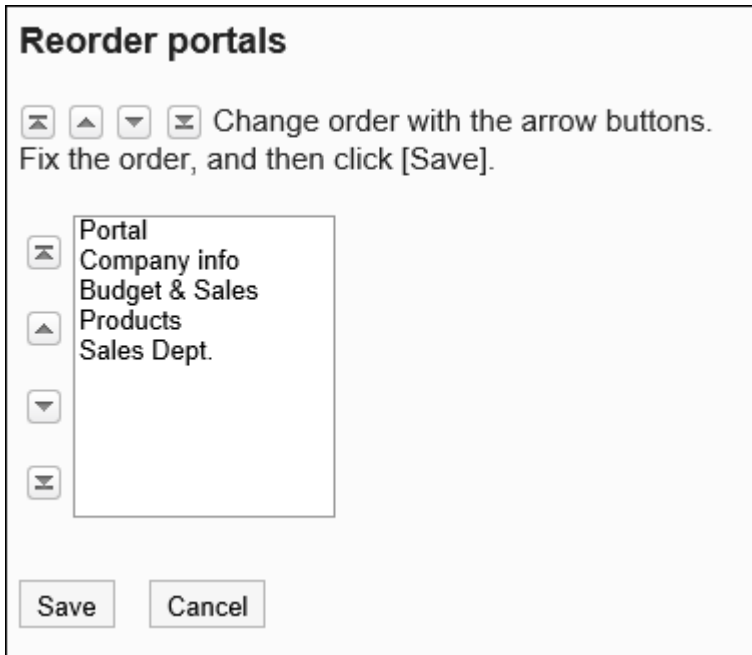 Reorder portals
Change order with the arrow buttons.
Fix the order, and then click [Save].
Portal
Company info
Budget & Sales
Products
Sales Dept.
Save
Cancel